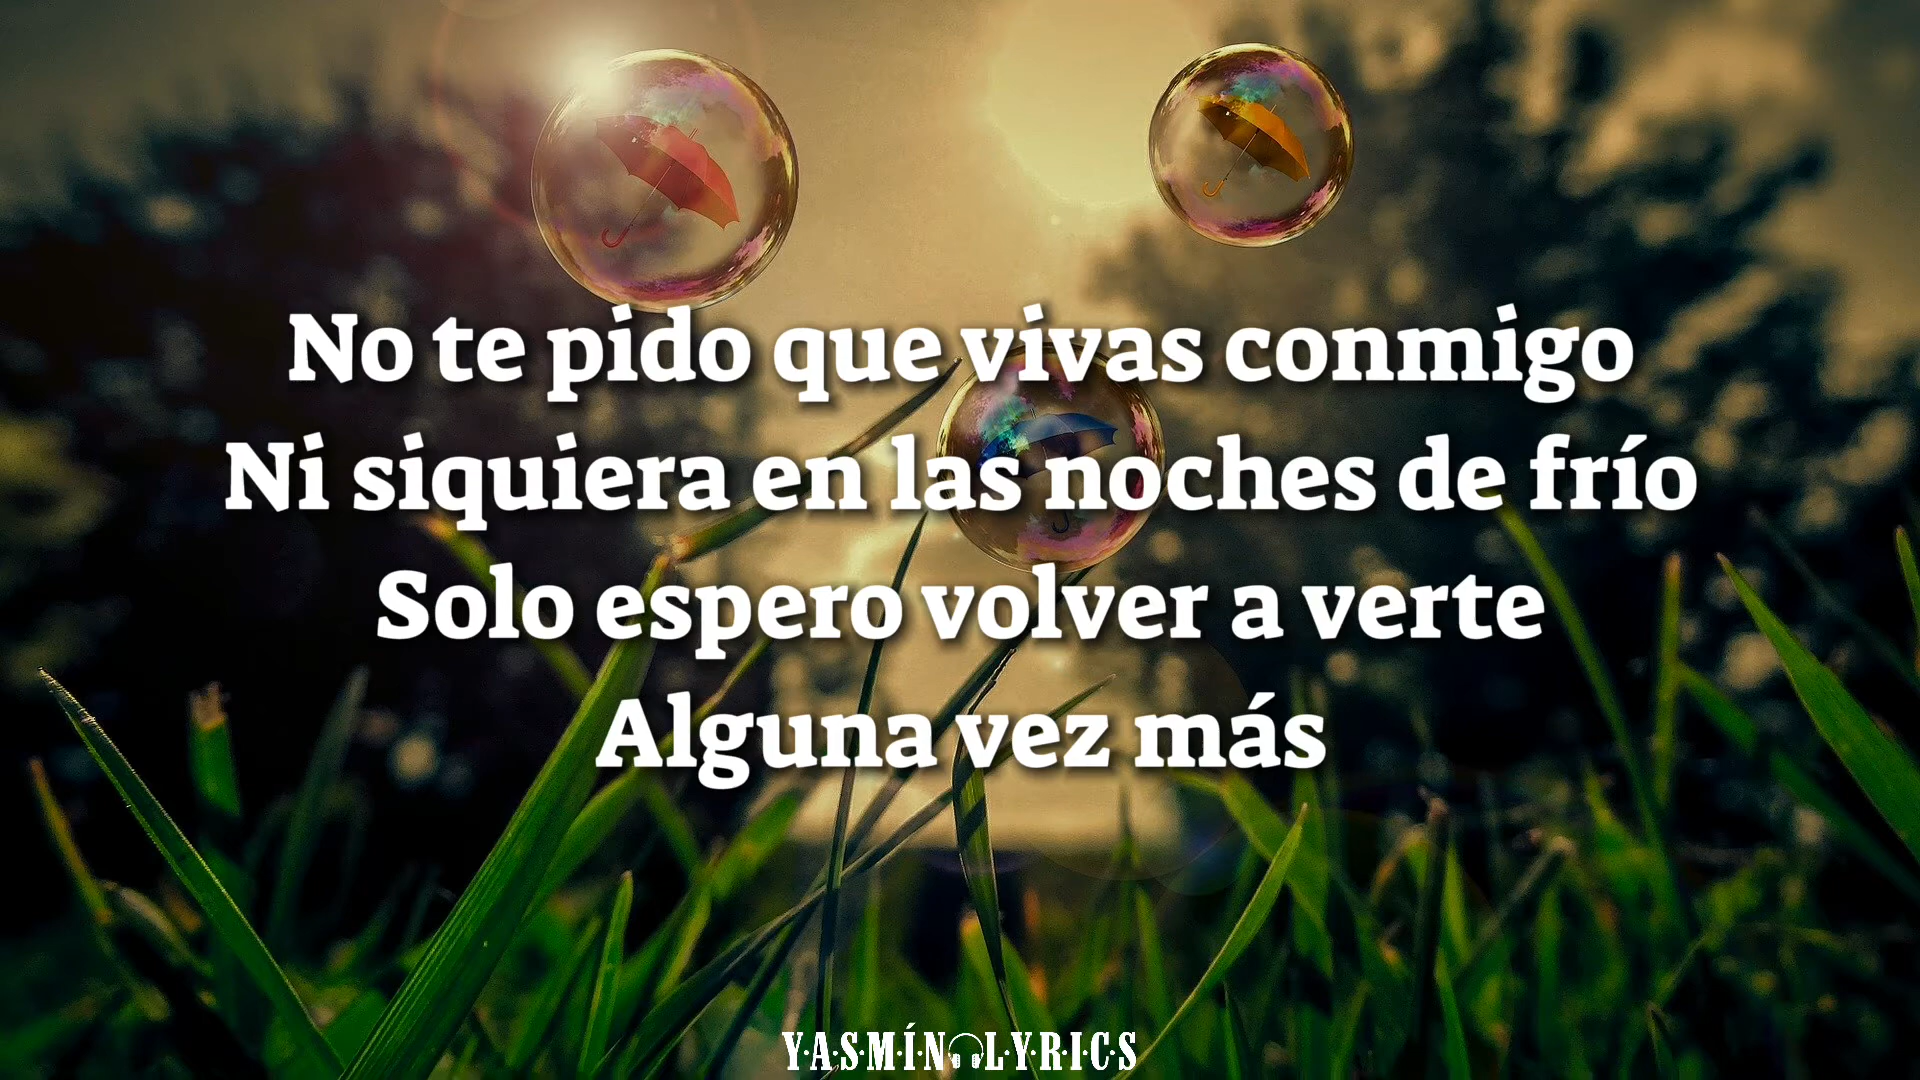 No te pido que vivas conmigo
Ni siquiera en las noches de frío
Solo espero volver a verte
Alguna vez más
YASMÍN LYRICS